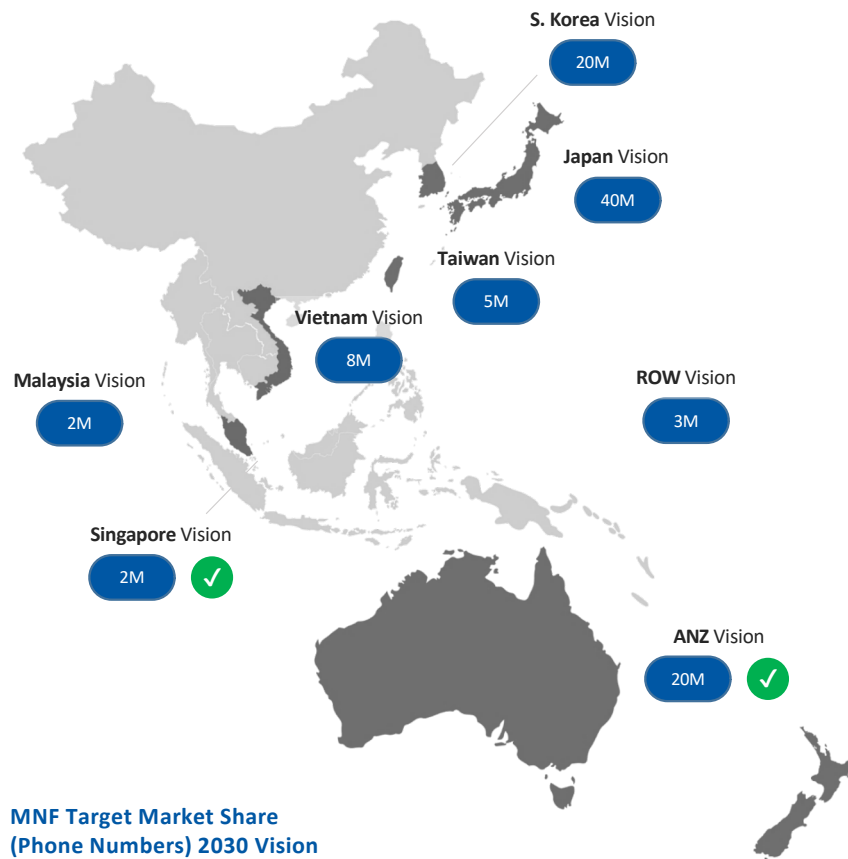 S. Korea Vision
20M
Japan Vision
40M
Taiwan Vision
5M
Vietnam Vision
8M
Malaysia Vision
2M
ROW Vision
3M
Singapore Vision
2M
ANZ Vision
20M
MNF Target Market Share
(Phone Numbers) 2030 Vision